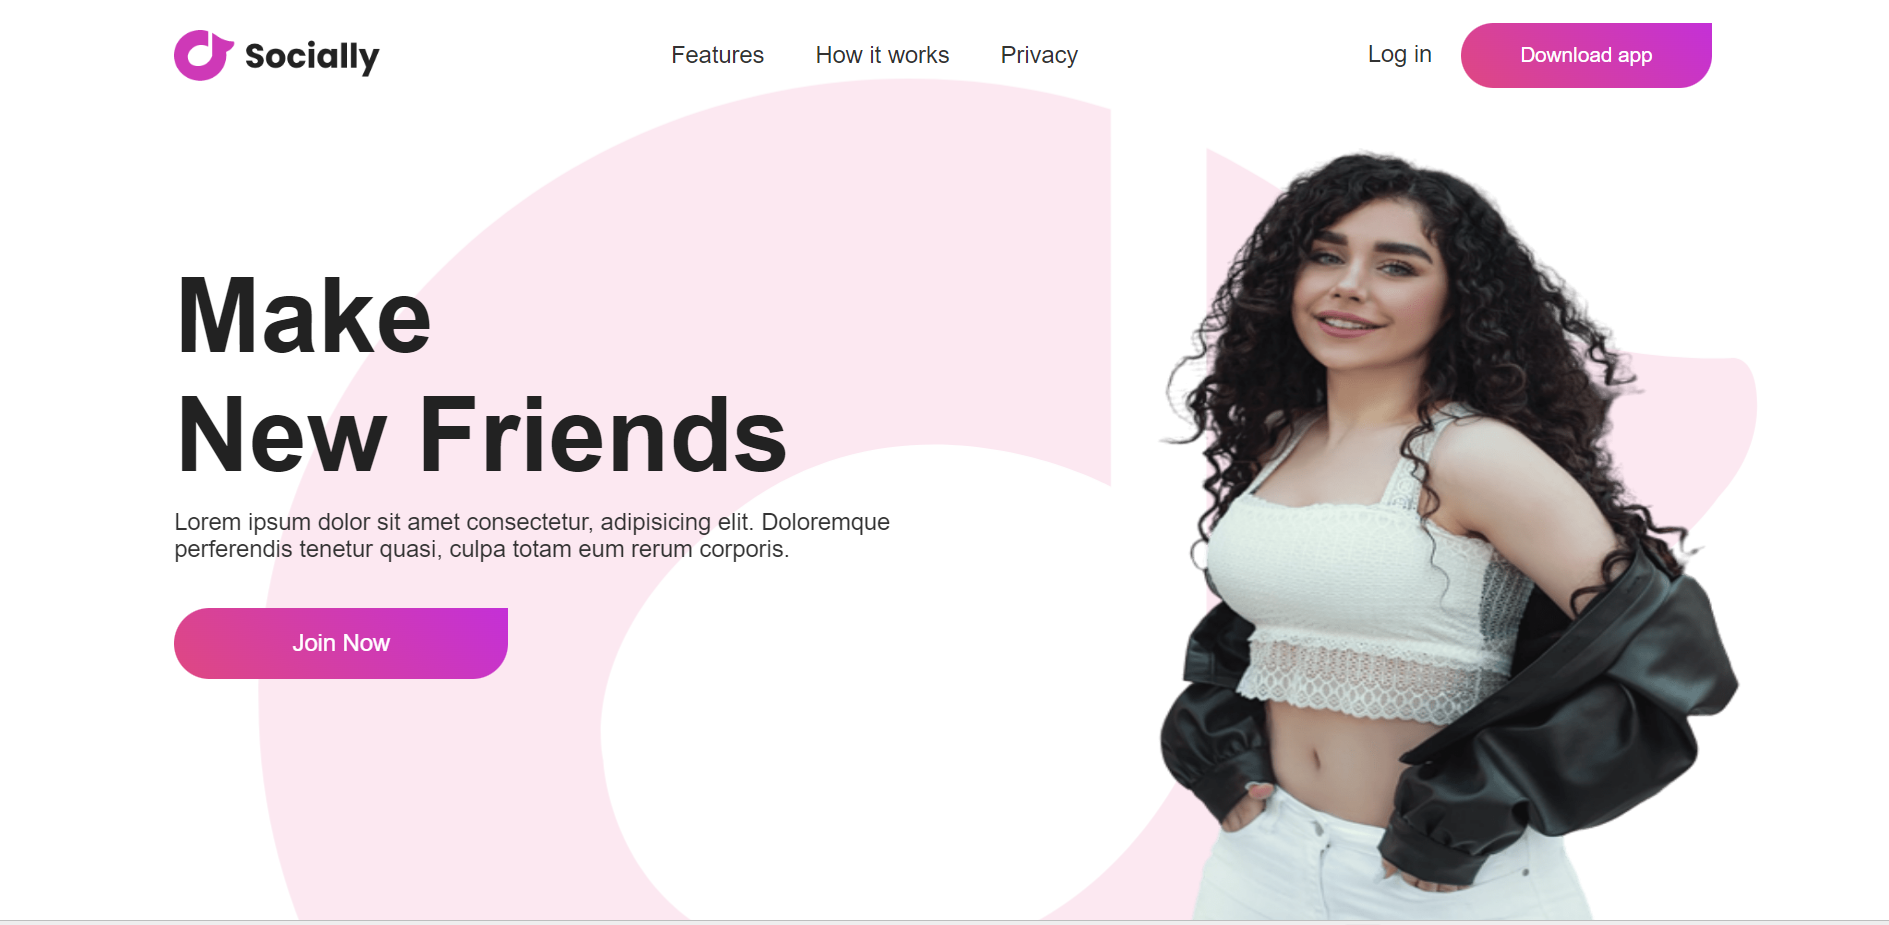 Socially
Features
How it works
Privacy
Log in
Download app
Make
New Friends
Lorem ipsum dolor sit amet consectetur, adipisicing elit. Doloremque
perferendis tenetur quasi, culpa totam eum rerum corporis.
Join Now